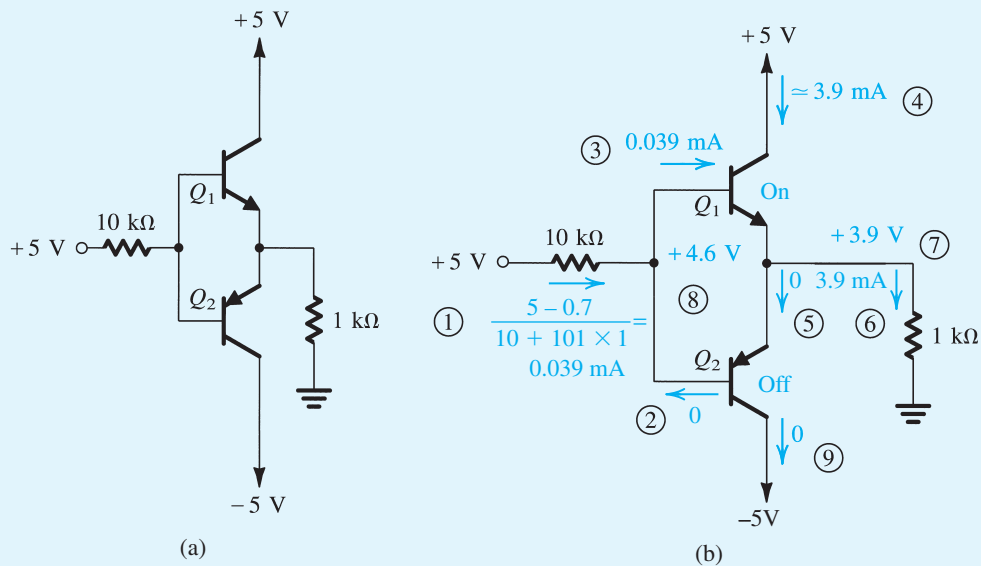 +5 V
Q1
10 kΩ
+5 V
Q2
1 kΩ
−5 V
(a)
+5 V
≃ 3.9 mA ④
③ 0.039 mA
On
Q1
10 kΩ
+5 V
+4.6 V
+3.9 V ⑦
0 3.9 mA
⑧
① 5 – 0.7
10 + 101 × 1
=
0.039 mA
⑤ ⑥
1 kΩ
Q2
Off
② 0
0 ⑨
–5V
(b)